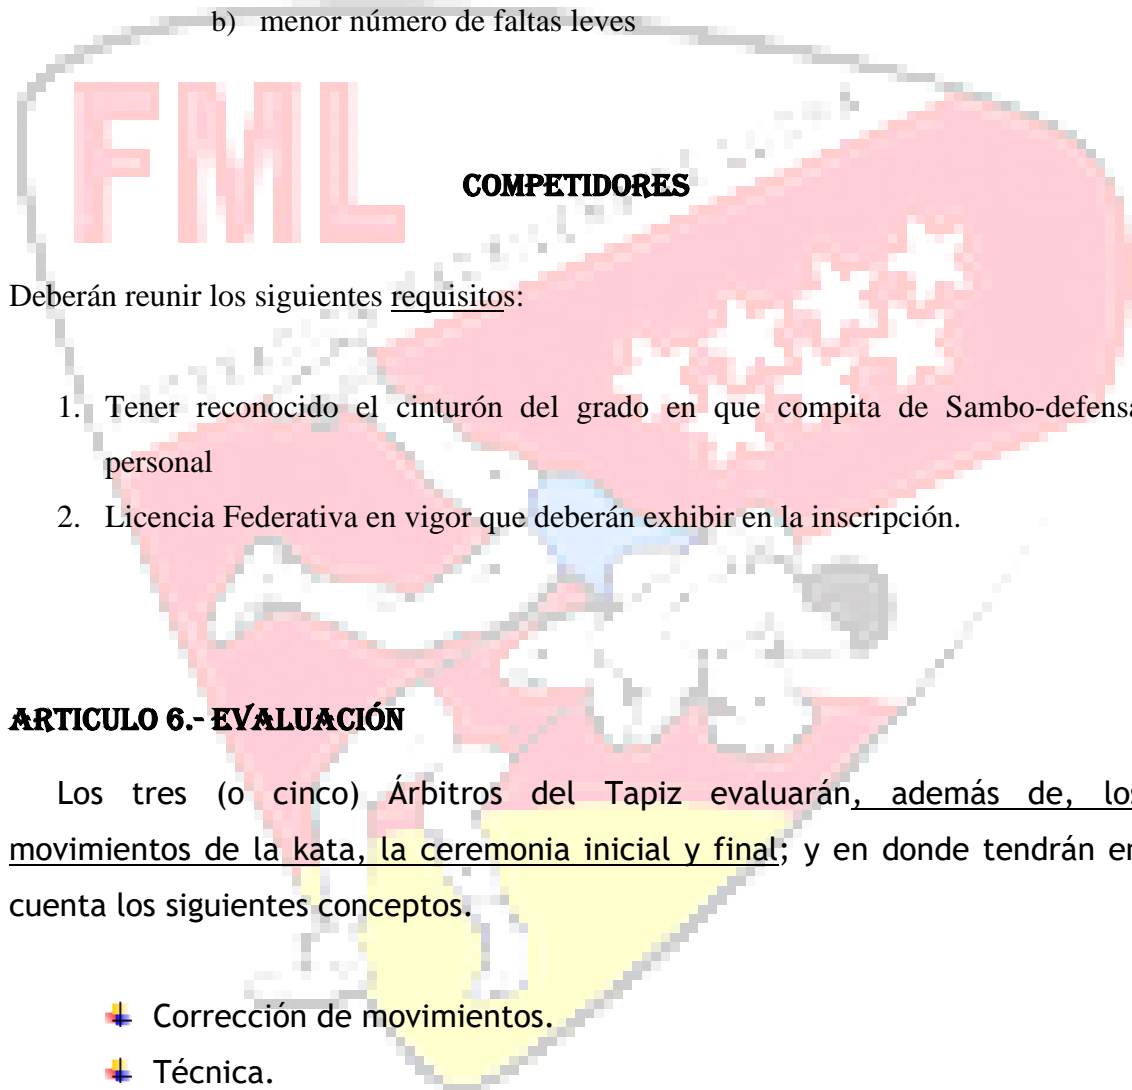 b) menor número de faltas leves
FML
COMPETIDORES
Deberán reunir los siguientes requisitos:
1. Tener reconocido el cinturón del grado en que compita de Sambo-defensa
personal
2. Licencia Federativa en vigor que deberán exhibir en la inscripción.
ARTICULO 6.- EVALUACIÓN
Los tres (o cinco) Árbitros del Tapiz evaluarán, además de, los
movimientos de la kata, la ceremonia inicial y final; y en donde tendrán en
cuenta los siguientes conceptos.
Corrección de movimientos.
Técnica.